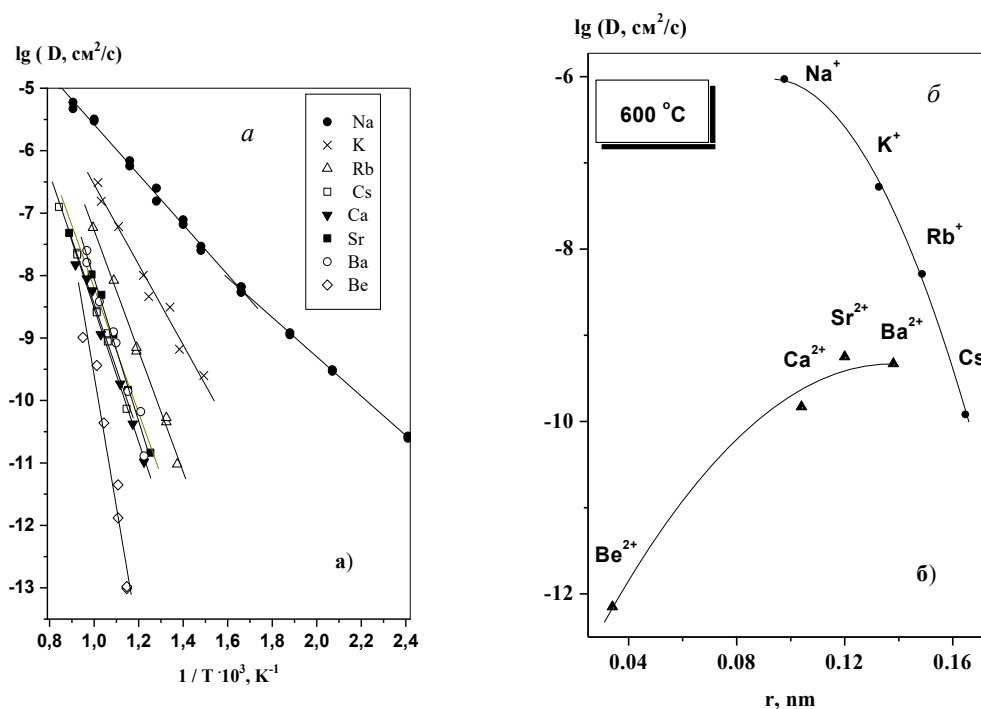 lg ( D, см²/с)
-5
-6
-7
-8
-9
-10
-11
-12
-13
а
Na
K
Rb
Cs
Ca
Sr
Ba
Be
а)
0,8 1,0 1,2 1,4 1,6 1,8 2,0 2,2 2,4
1 / T ·10³, K⁻¹
lg (D, см²/с)
-6
-8
-10
-12
600 °C
б
Na⁺
K⁺
Rb⁺
Cs
Sr²⁺
Ba²⁺
Ca²⁺
Be²⁺
б)
0.04 0.08 0.12 0.16
r, nm